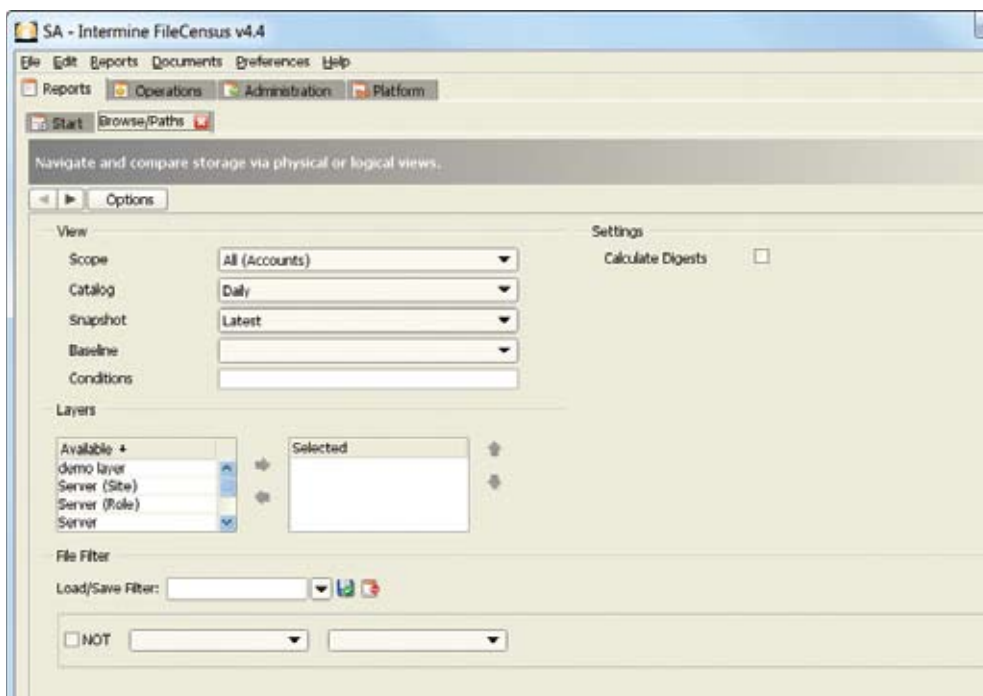 SA - Intermine FileCensus v4.4
File Edit Reports Documents Preferences Help
Reports Operations Administration Platform
Start Browse/Paths
Navigate and compare storage via physical or logical views.
Options
View Settings
Scope All (Accounts) Calculate Digests
Catalog Daily
Snapshot Latest
Baseline
Conditions
Layers
Available Selected
demo layer
Server (Site)
Server (Role)
Server
File Filter
Load/Save Filter:
NOT